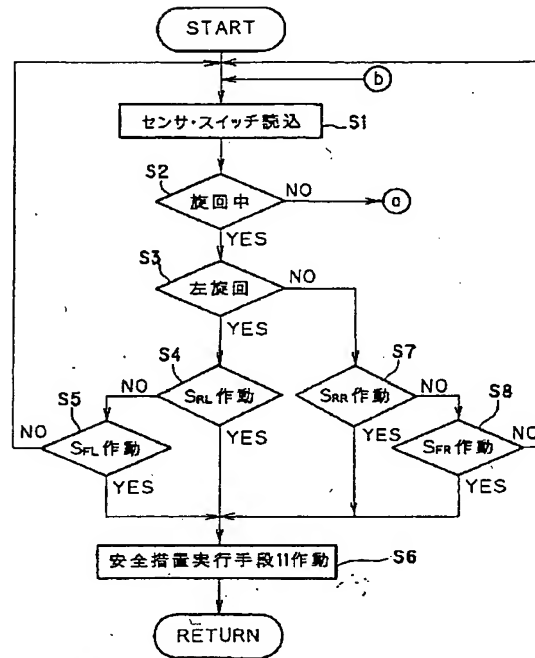 START
b
センサ・スイッチ読込 S1
S2
旋回中 NO a
YES
S3
左旋回 NO
YES
S4 S7
NO SRL作動 SRR作動 NO
S5 S8
NO SFL作動 YES YES SFR作動 NO
YES YES
安全措置実行手段11作動 S6
RETURN